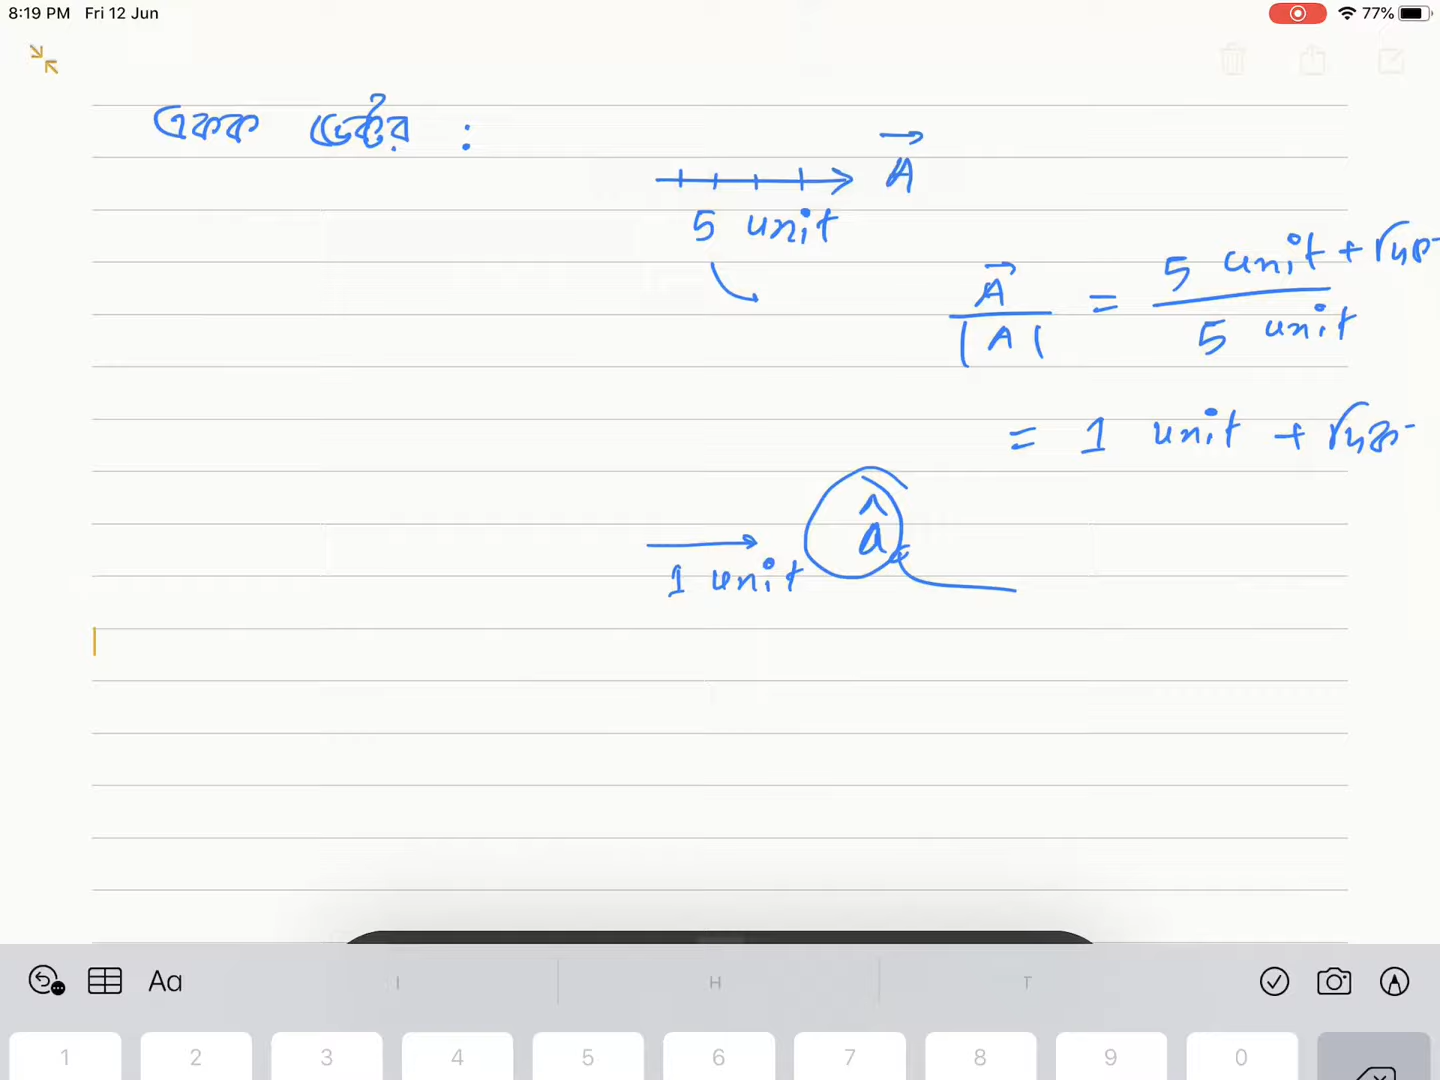 8:19 PM Fri 12 Jun 77%
একক ভেক্টর :
A
5 unit
A / |A| = 5 unit + দিক / 5 unit
= 1 unit + দিক
â
1 unit
Aa I H T
1 2 3 4 5 6 7 8 9 0